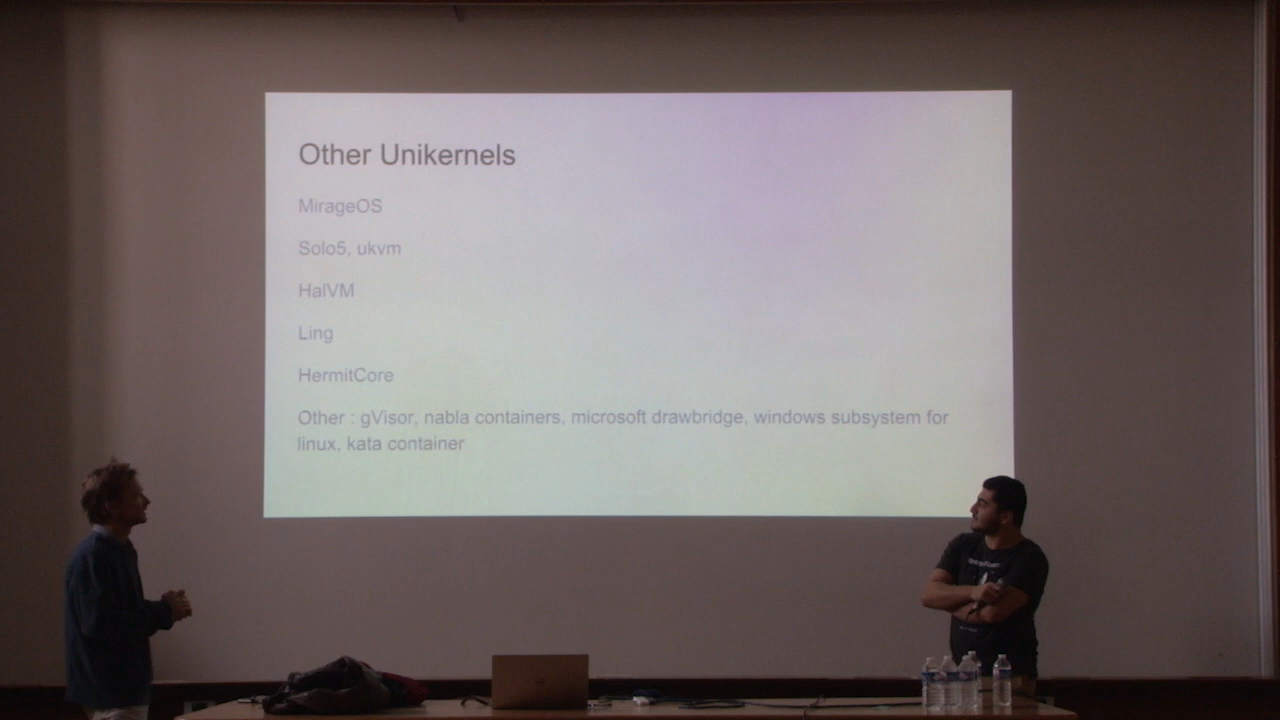 Other Unikernels
MirageOS
Solo5, ukvm
HalVM
Ling
HermitCore
Other : gVisor, nabla containers, microsoft drawbridge, windows subsystem for
linux, kata container